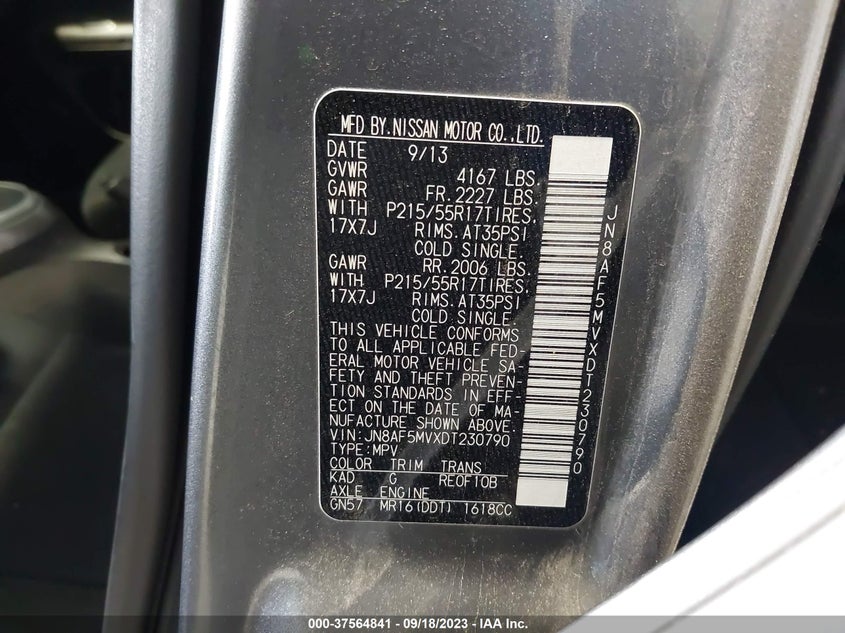 MFD BY.NISSAN MOTOR CO.,LTD.
DATE 9/13
GVWR 4167 LBS.
GAWR FR.2227 LBS.
WITH P215/55R17TIRES,
17X7J RIMS.AT35PSI
COLD SINGLE.
GAWR RR.2006 LBS.
WITH P215/55R17TIRES,
17X7J RIMS.AT35PSI
COLD SINGLE.
THIS VEHICLE CONFORMS
TO ALL APPLICABLE FED-
ERAL MOTOR VEHICLE SA-
FETY AND THEFT PREVEN-
TION STANDARDS IN EFF-
ECT ON THE DATE OF MA-
NUFACTURE SHOWN ABOVE.
VIN:JN8AF5MVXDT230790
TYPE:MPV
COLOR TRIM TRANS
KAD G RE0F10B
AXLE ENGINE
GN57 MR16(DDT) 1618CC
JN8AF5MVXDT230790
000-37564841 / 09/18/2023 / IAA Inc.